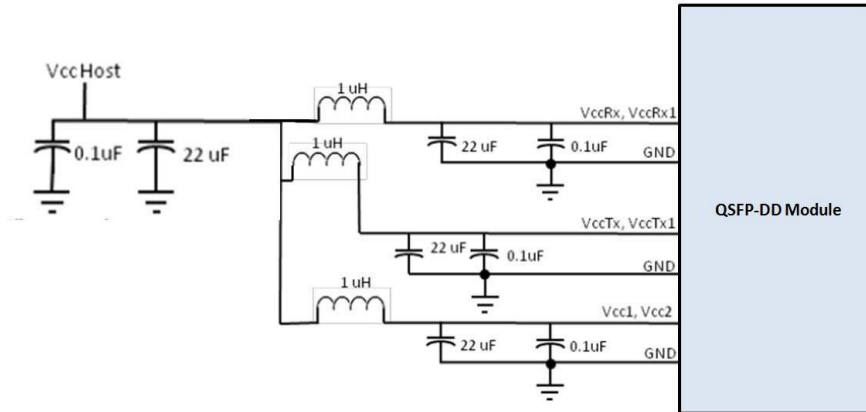 VccHost
0.1uF
22 uF
1 uH
VccRx, VccRx1
22 uF
0.1uF
GND
1 uH
VccTx, VccTx1
22 uF
0.1uF
GND
1 uH
Vcc1, Vcc2
22 uF
0.1uF
GND
QSFP-DD Module